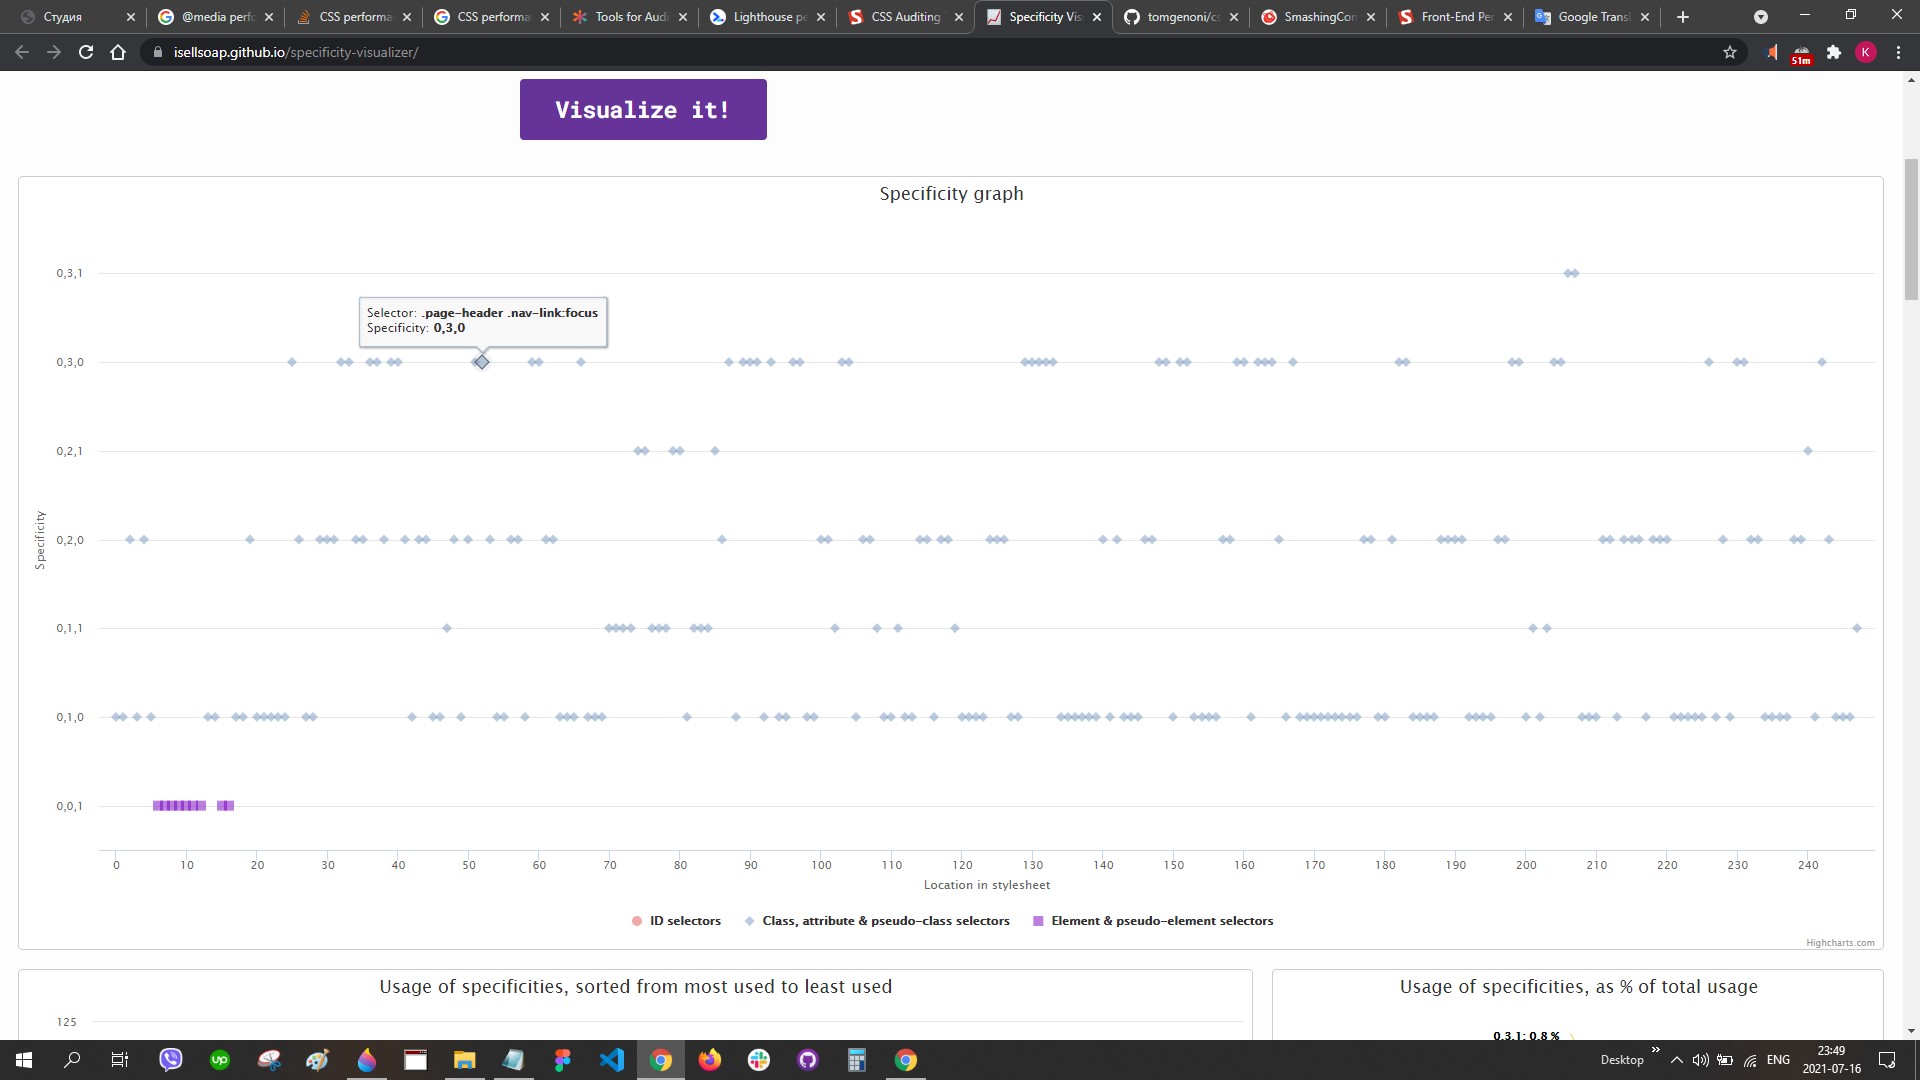 Студия
@media perfo
CSS performa
CSS performa
Tools for Audi
Lighthouse pe
CSS Auditing
Specificity Vis
tomgenoni/cs
SmashingCon
Front-End Per
Google Transl
isellsoap.github.io/specificity-visualizer/
K
51m
Visualize it!
Specificity graph
0,3,1
Selector: .page-header .nav-link:focus
Specificity: 0,3,0
0,3,0
0,2,1
0,2,0
Specificity
0,1,1
0,1,0
0,0,1
0 10 20 30 40 50 60 70 80 90 100 110 120 130 140 150 160 170 180 190 200 210 220 230 240
Location in stylesheet
ID selectors Class, attribute & pseudo-class selectors Element & pseudo-element selectors
Highcharts.com
Usage of specificities, sorted from most used to least used
125
Usage of specificities, as % of total usage
0,3,1: 0.8 %
up
Desktop
ENG
23:49
2021-07-16